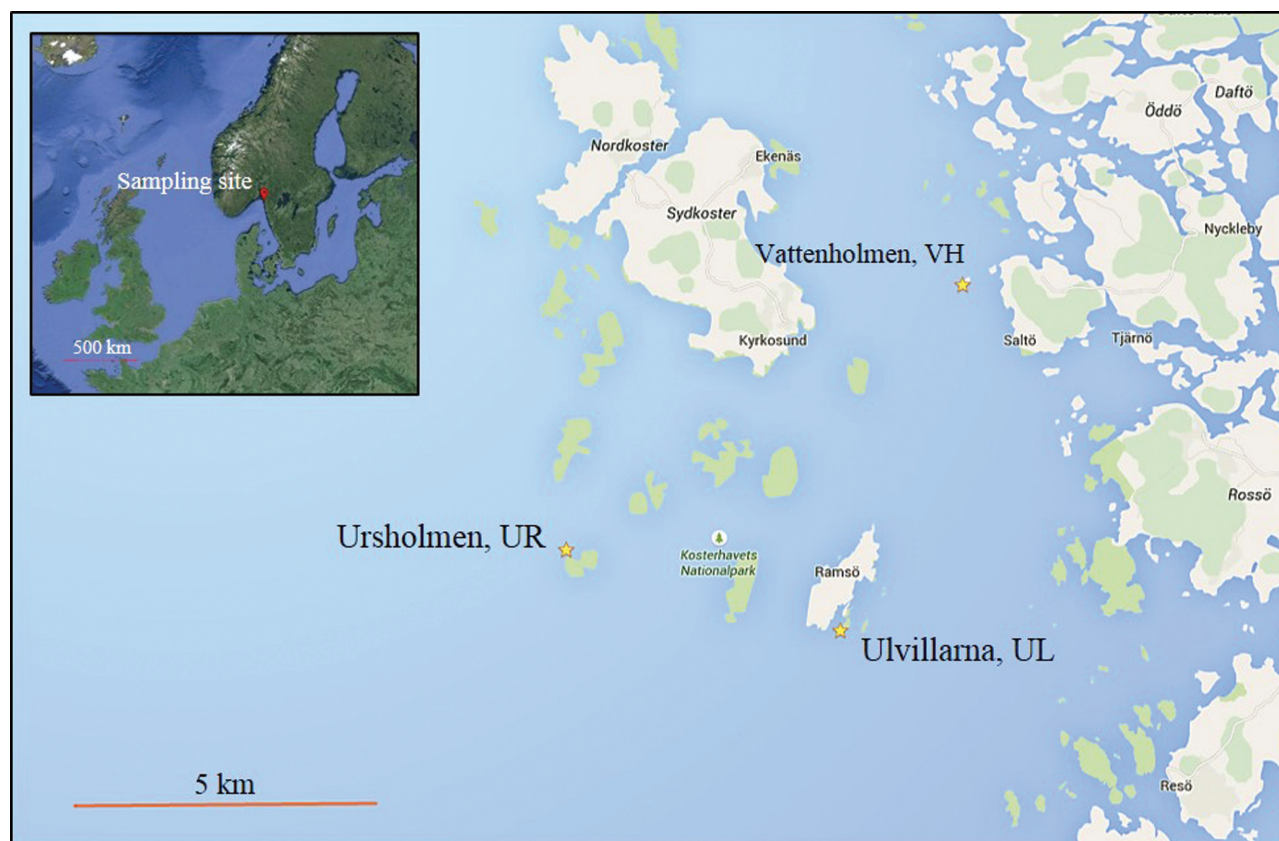 Sampling site
500 km
Nordkoster
Ekenäs
Sydkoster
Öddö
Daftö
Nyckleby
Vattenholmen, VH
Kyrkosund
Saltö
Tjärnö
Rossö
Ursholmen, UR
Kosterhavets
Nationalpark
Ramsö
Ulvillarna, UL
5 km
Resö